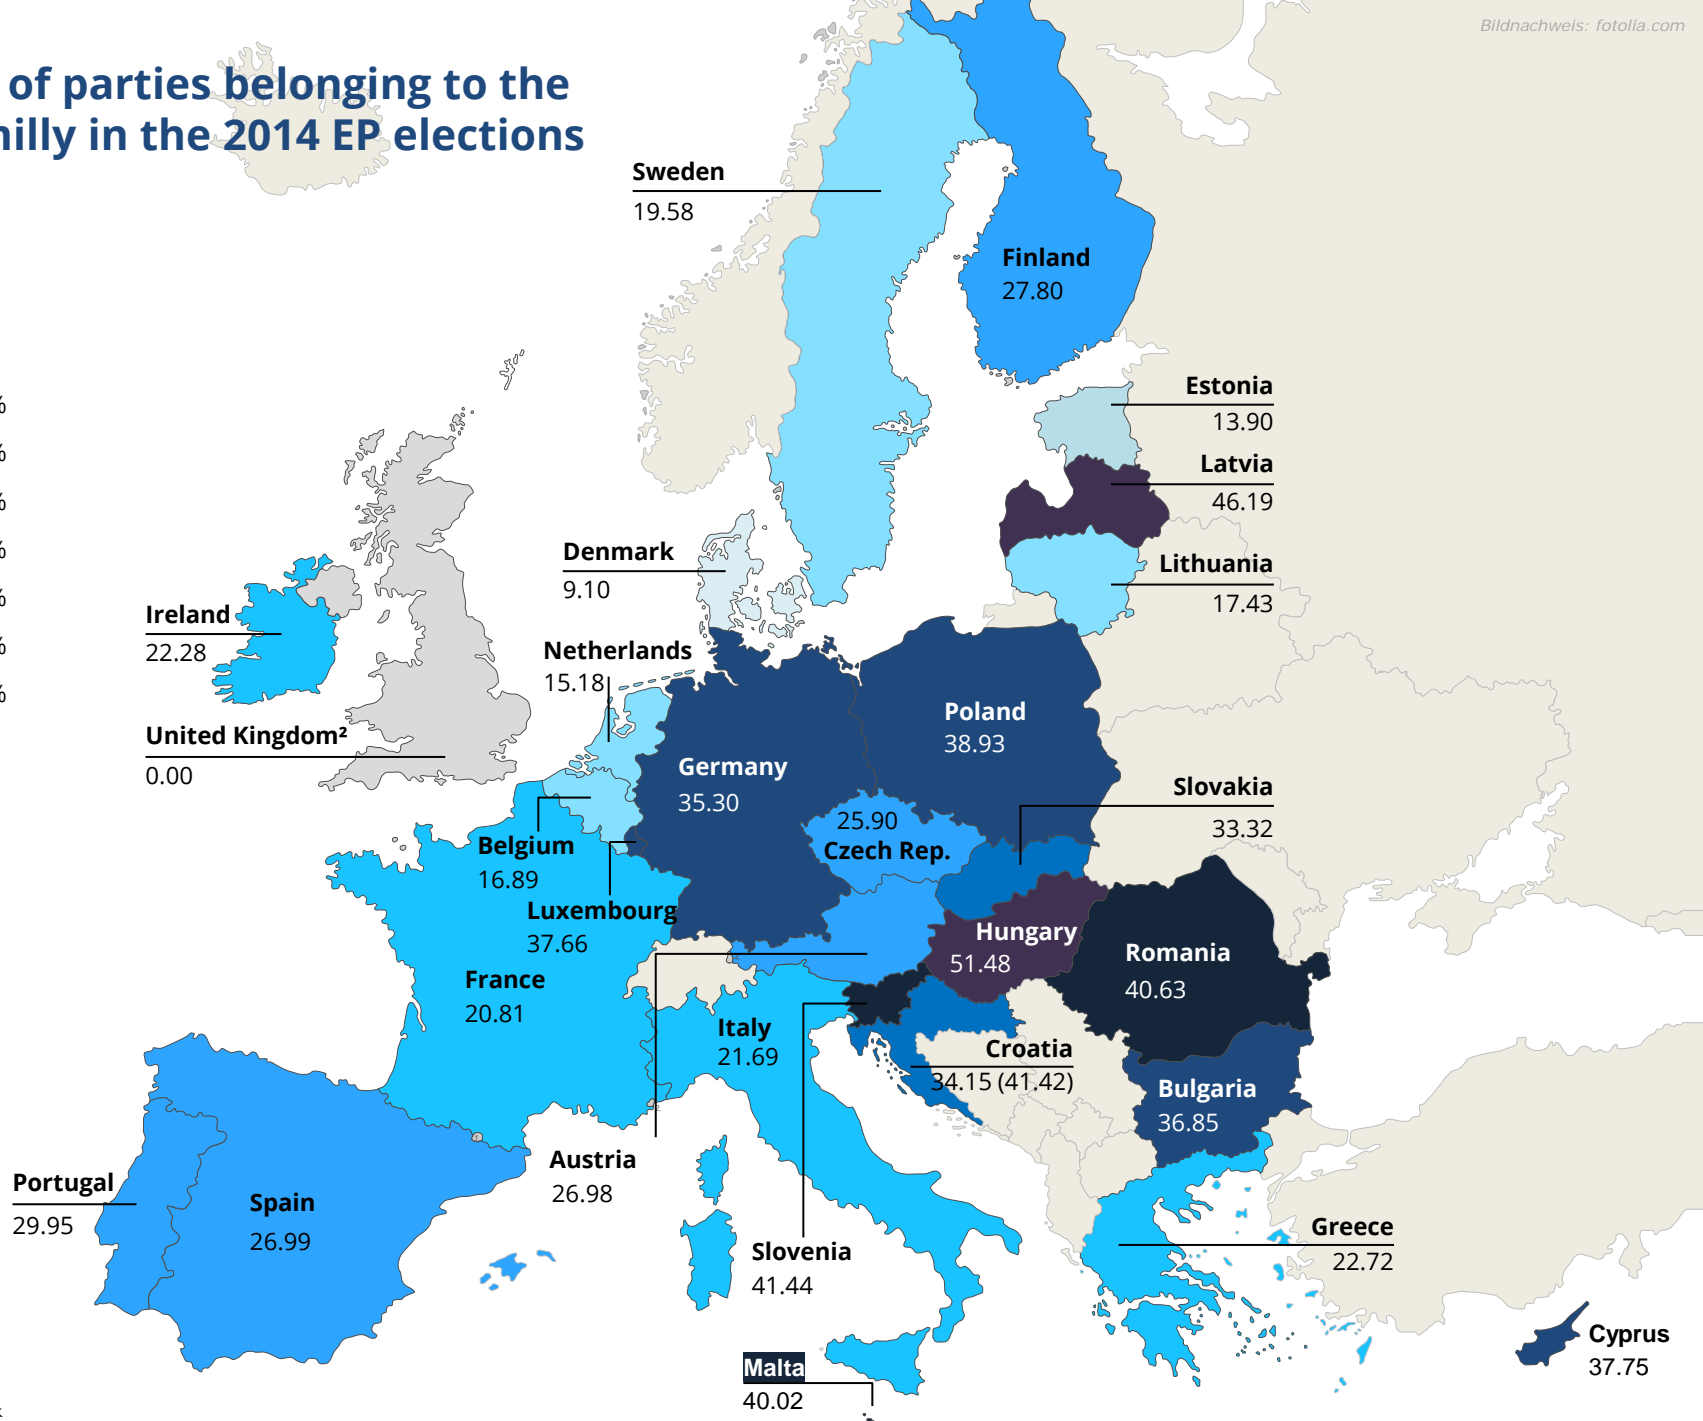 Bildnachweis: fotolia.com
of parties belonging to the
in the 2014 EP elections
Sweden
19.58
Finland
27.80
Estonia
13.90
Latvia
46.19
Lithuania
17.43
Denmark
9.10
Ireland
22.28
Netherlands
15.18
United Kingdom²
0.00
Poland
38.93
Germany
35.30
Slovakia
33.32
25.90
Czech Rep.
Belgium
16.89
Luxembourg
37.66
Hungary
51.48
Romania
40.63
France
20.81
Italy
21.69
Croatia
34.15 (41.42)
Bulgaria
36.85
Austria
26.98
Portugal
29.95
Spain
26.99
Slovenia
41.44
Greece
22.72
Cyprus
37.75
Malta
40.02